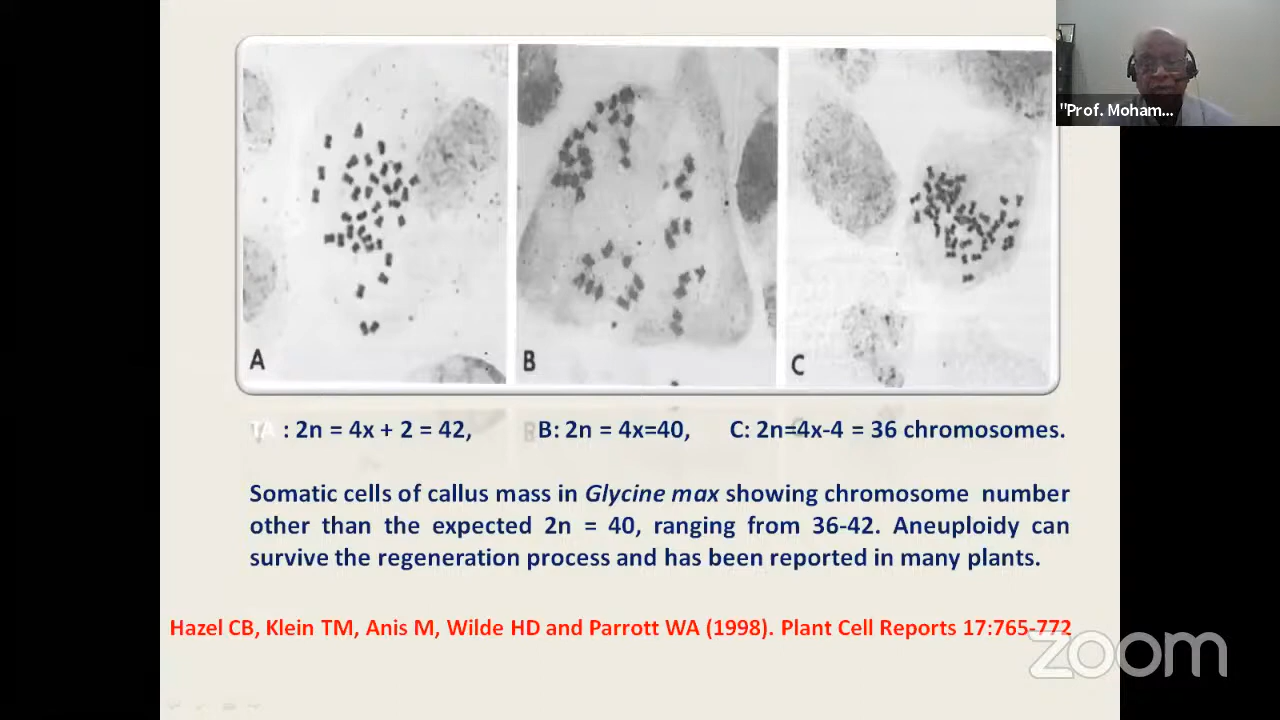 "Prof. Moham...
A
B
C
: 2n = 4x + 2 = 42, B: 2n = 4x=40, C: 2n=4x-4 = 36 chromosomes.
Somatic cells of callus mass in Glycine max showing chromosome number
other than the expected 2n = 40, ranging from 36-42. Aneuploidy can
survive the regeneration process and has been reported in many plants.
Hazel CB, Klein TM, Anis M, Wilde HD and Parrott WA (1998). Plant Cell Reports 17:765-772
zoom